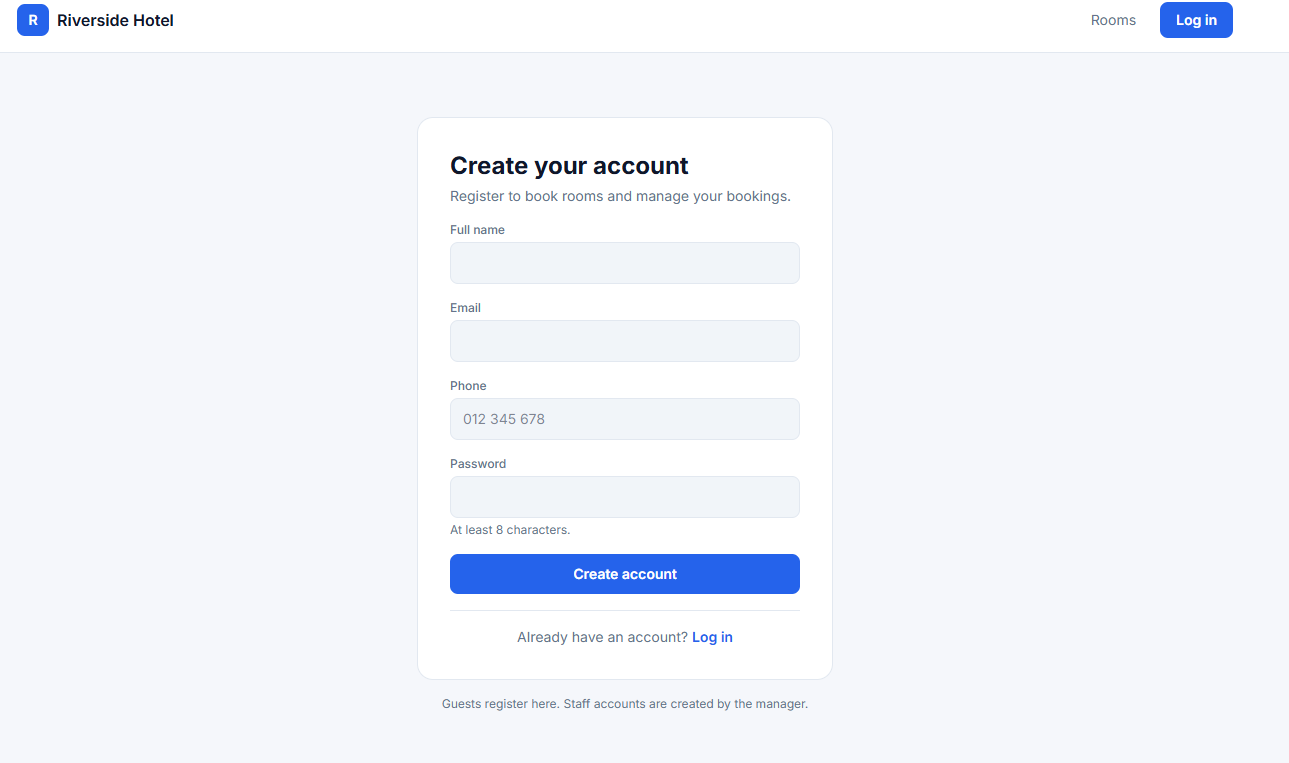 R Riverside Hotel
Rooms
Log in
Create your account
Register to book rooms and manage your bookings.
Full name
Email
Phone
012 345 678
Password
At least 8 characters.
Create account
Already have an account? Log in
Guests register here. Staff accounts are created by the manager.